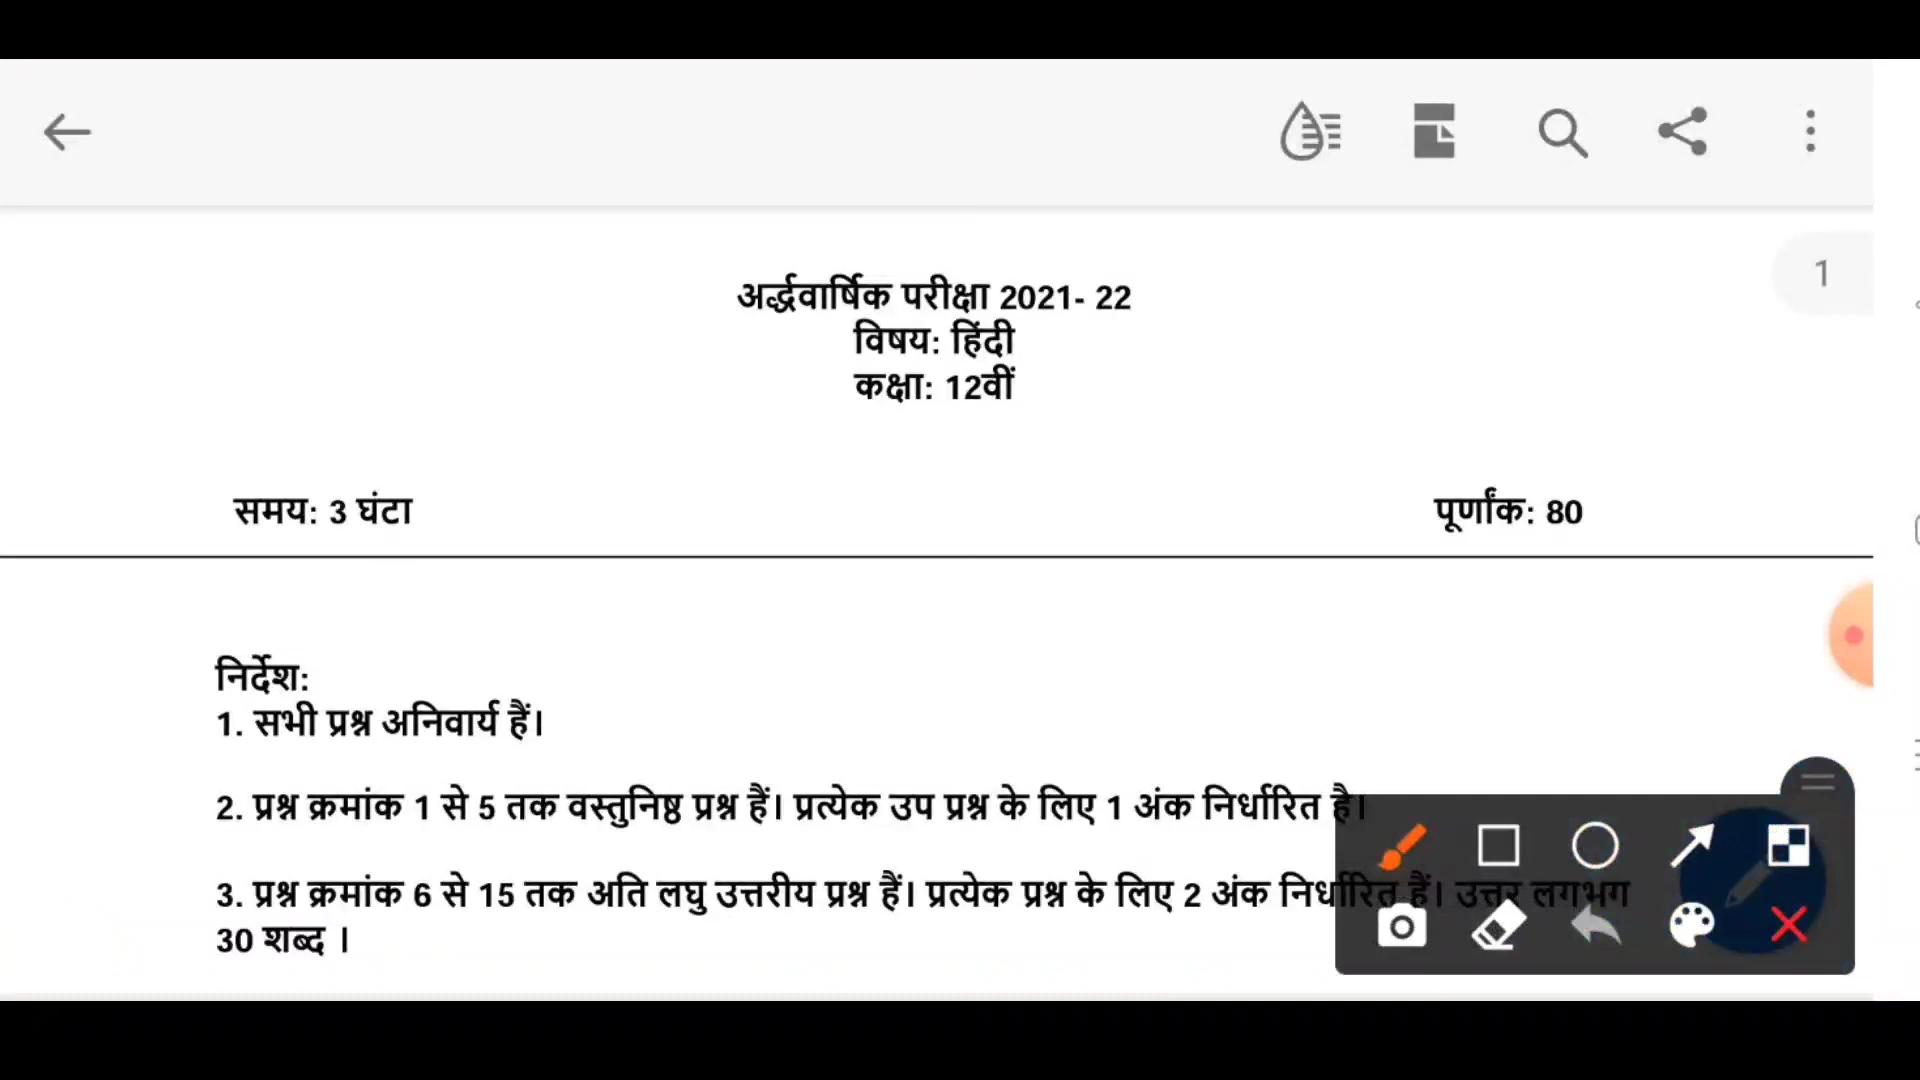 1
अर्द्धवार्षिक परीक्षा 2021- 22
विषय: हिंदी
कक्षा: 12वीं
समय: 3 घंटा
पूर्णांक: 80
निर्देश:
1. सभी प्रश्न अनिवार्य हैं।
2. प्रश्न क्रमांक 1 से 5 तक वस्तुनिष्ठ प्रश्न हैं। प्रत्येक उप प्रश्न के लिए 1 अंक निर्धारित है।
3. प्रश्न क्रमांक 6 से 15 तक अति लघु उत्तरीय प्रश्न हैं। प्रत्येक प्रश्न के लिए 2 अंक निर्धारित हैं। उत्तर लगभग
30 शब्द ।